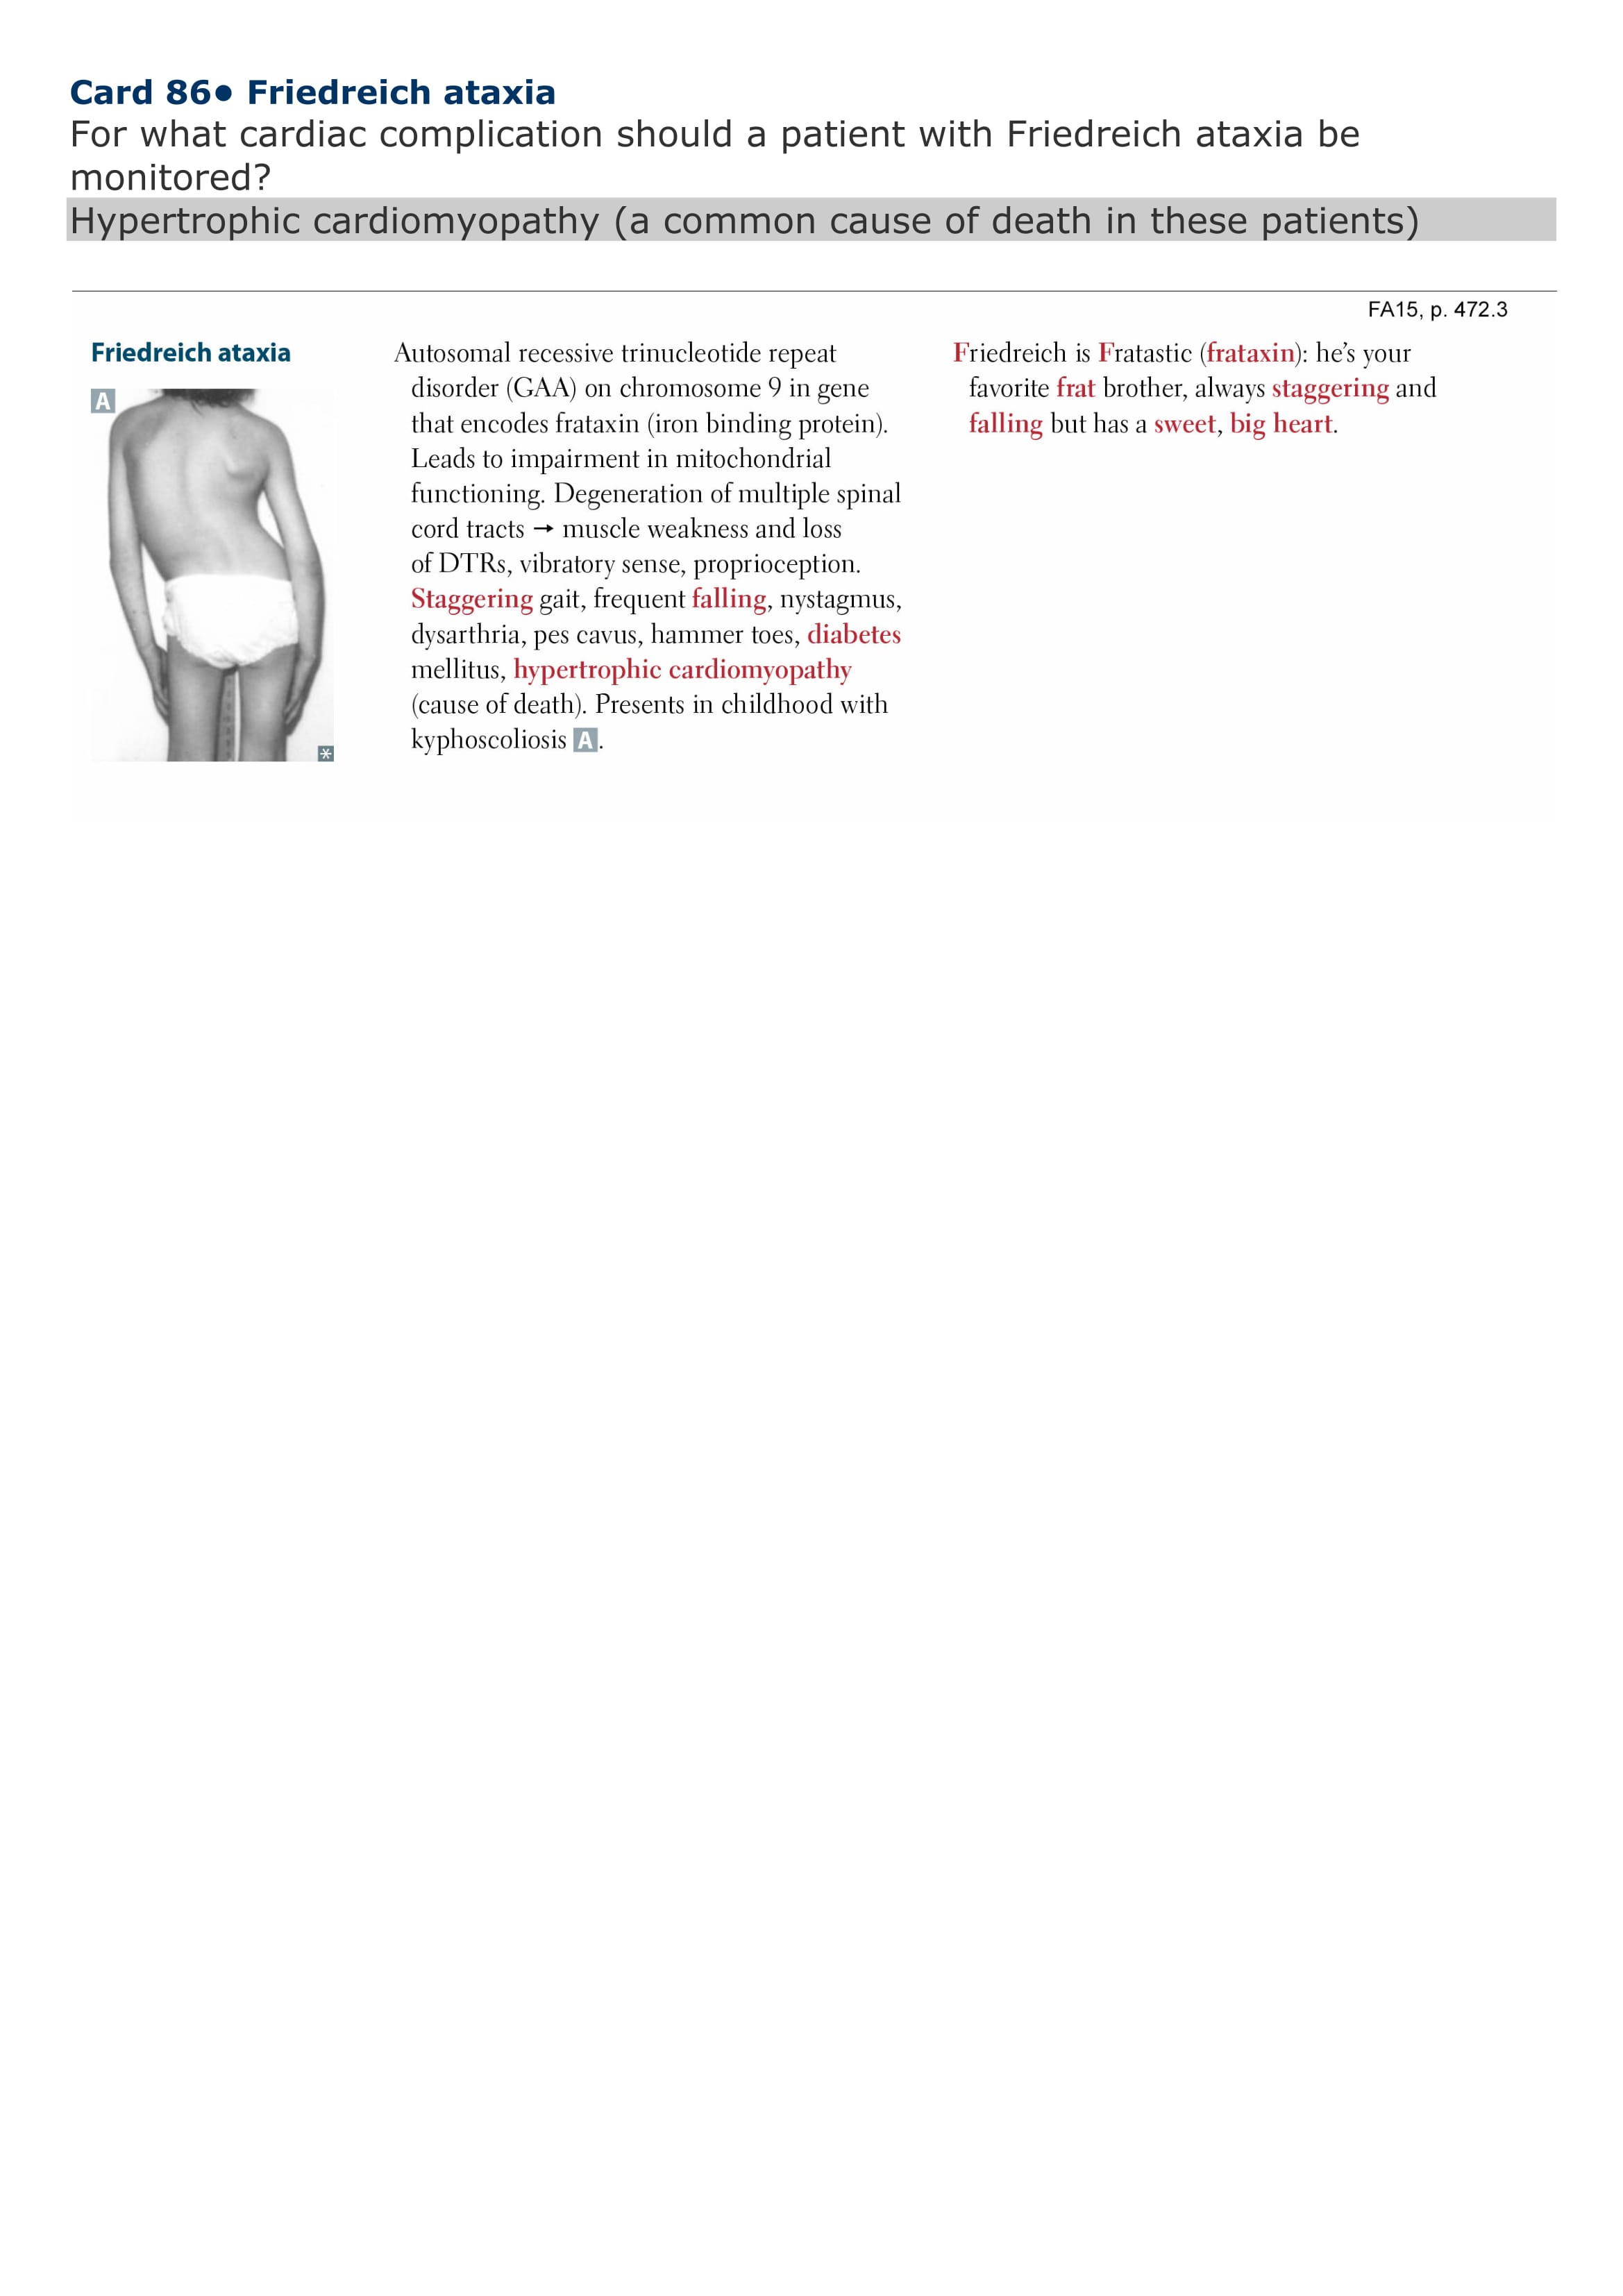 Card 86● Friedreich ataxia
For what cardiac complication should a patient with Friedreich ataxia be
monitored?
Hypertrophic cardiomyopathy (a common cause of death in these patients)
FA15, p. 472.3
Friedreich ataxia
A
Autosomal recessive trinucleotide repeat
disorder (GAA) on chromosome 9 in gene
that encodes frataxin (iron binding protein).
Leads to impairment in mitochondrial
functioning. Degeneration of multiple spinal
cord tracts → muscle weakness and loss
of DTRs, vibratory sense, proprioception.
Staggering gait, frequent falling, nystagmus,
dysarthria, pes cavus, hammer toes, diabetes
mellitus, hypertrophic cardiomyopathy
(cause of death). Presents in childhood with
kyphoscoliosis A.
Friedreich is Fratastic (frataxin): he’s your
favorite frat brother, always staggering and
falling but has a sweet, big heart.